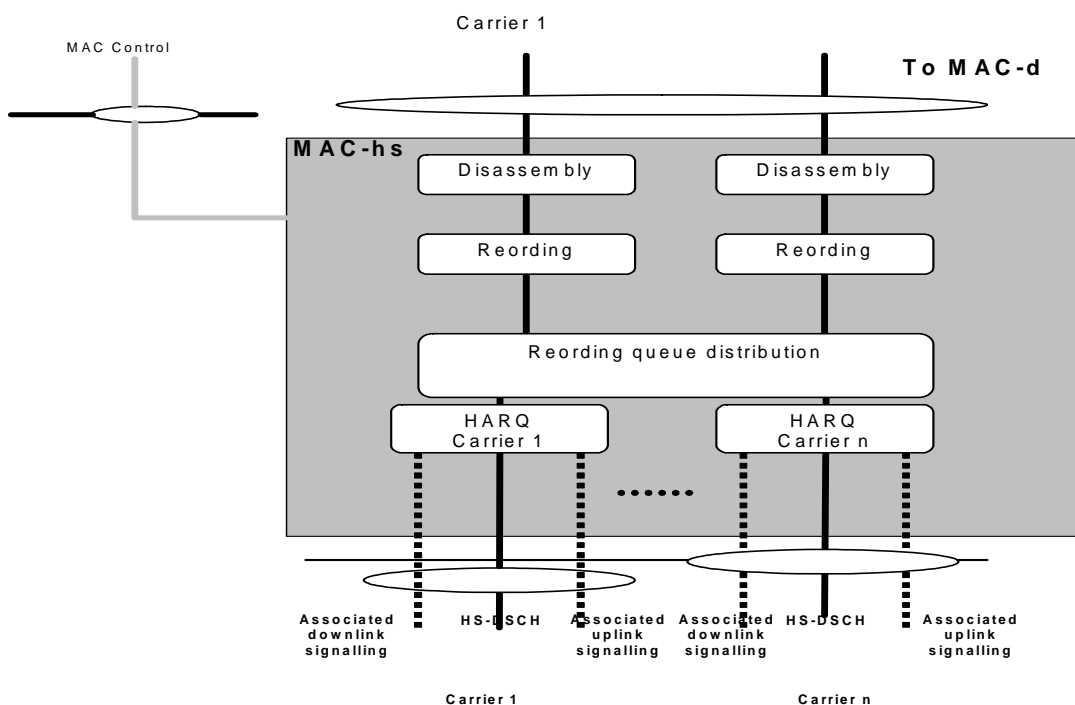 Carrier 1
MAC Control
To MAC-d
MAC-hs
Disassembly
Disassembly
Reording
Reording
Reording queue distribution
HARQ
Carrier 1
HARQ
Carrier n
Associated
downlink
signalling
HS-DSCH
Associated
uplink
signalling
Associated
downlink
signalling
HS-DSCH
Associated
uplink
signalling
Carrier 1
Carrier n